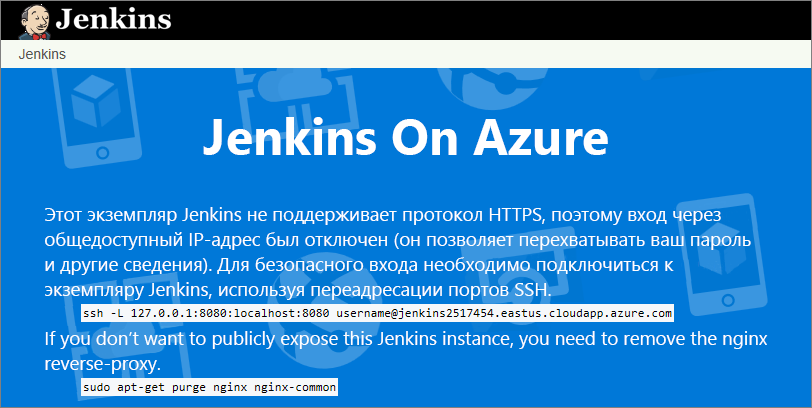 Jenkins
Jenkins
Jenkins On Azure
Этот экземпляр Jenkins не поддерживает протокол HTTPS, поэтому вход через
общедоступный IP-адрес был отключен (он позволяет перехватывать ваш пароль
и другие сведения). Для безопасного входа необходимо подключиться к
экземпляру Jenkins, используя переадресации портов SSH.
ssh -L 127.0.0.1:8080:localhost:8080 username@jenkins2517454.eastus.cloudapp.azure.com
If you don’t want to publicly expose this Jenkins instance, you need to remove the nginx
reverse-proxy.
sudo apt-get purge nginx nginx-common